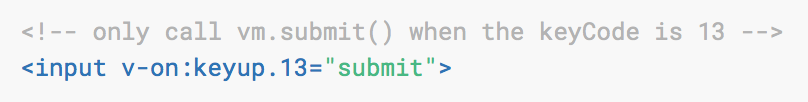 <!-- only call vm.submit() when the keyCode is 13 -->
<input v-on:keyup.13="submit">